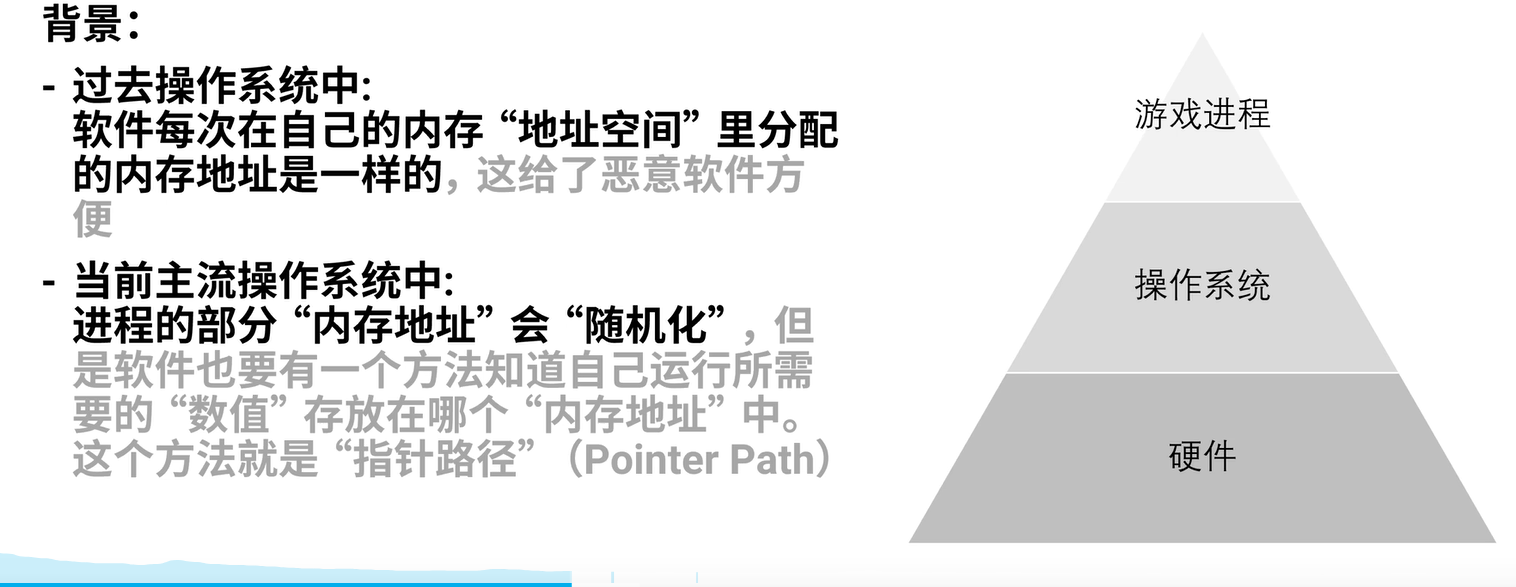 背景：
- 过去操作系统中:
软件每次在自己的内存“地址空间”里分配
的内存地址是一样的，这给了恶意软件方
便
- 当前主流操作系统中:
进程的部分“内存地址”会“随机化”，但
是软件也要有一个方法知道自己运行所需
要的“数值”存放在哪个“内存地址”中。
这个方法就是“指针路径”（Pointer Path）
游戏进程
操作系统
硬件